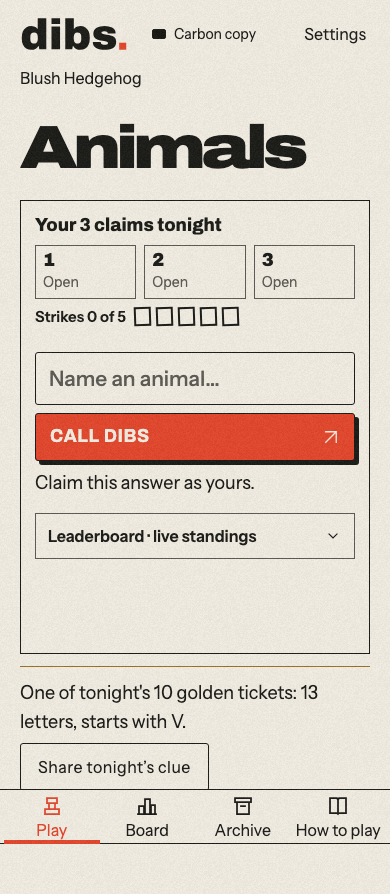 dibs.
Carbon copy
Settings
Blush Hedgehog
Animals
Your 3 claims tonight
1
Open
2
Open
3
Open
Strikes 0 of 5
Name an animal...
CALL DIBS
Claim this answer as yours.
Leaderboard · live standings
One of tonight's 10 golden tickets: 13
letters, starts with V.
Share tonight's clue
Play
Board
Archive
How to play